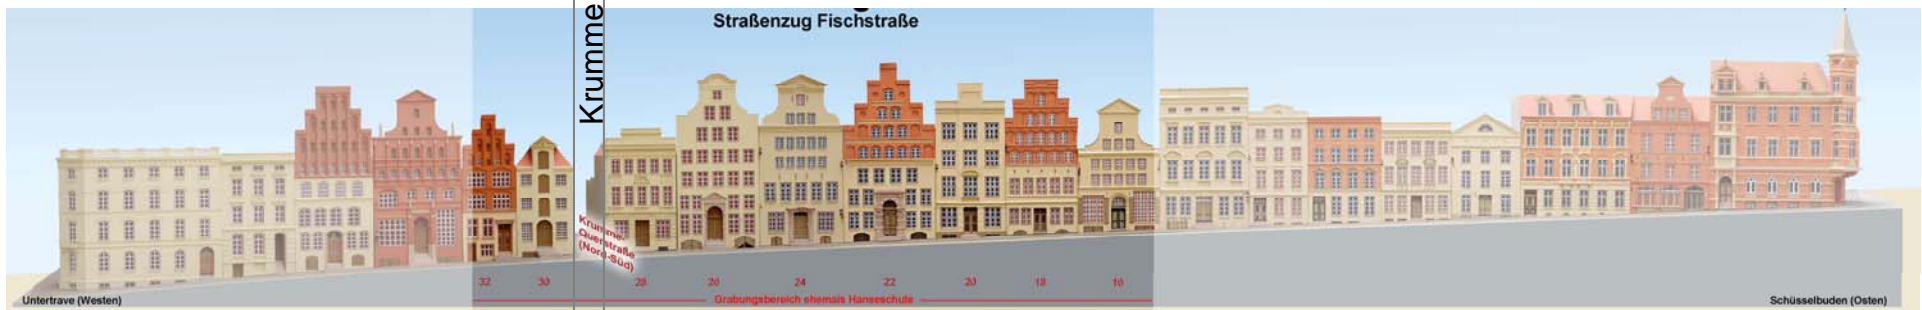 Krumme
Straßenzug Fischstraße
Krumme-
Querstraße
(Nord-Süd)
32 30 28 26 24 22 20 18 16
Grabungsbereich ehemals Hanseschule
Untertrave (Westen)
Schüsselbuden (Osten)